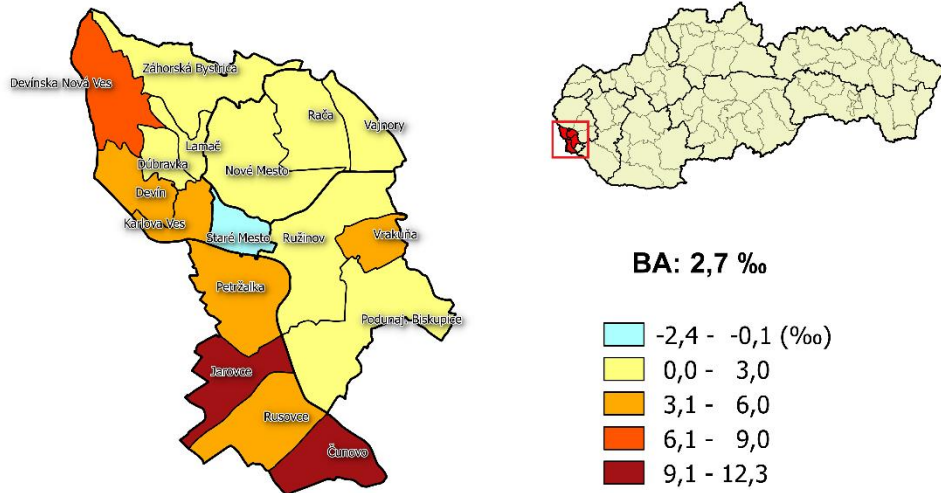 Devínska Nová Ves
Záhorská Bystrica
Rača
Vajnory
Lamač
Dúbravka
Nové Mesto
Devín
Karlova Ves
Staré Mesto
Ružinov
Vrakuňa
Petržalka
Podunaj. Biskupice
Jarovce
Rusovce
Čunovo
BA: 2,7 ‰
-2,4 - -0,1 (‰)
0,0 - 3,0
3,1 - 6,0
6,1 - 9,0
9,1 - 12,3